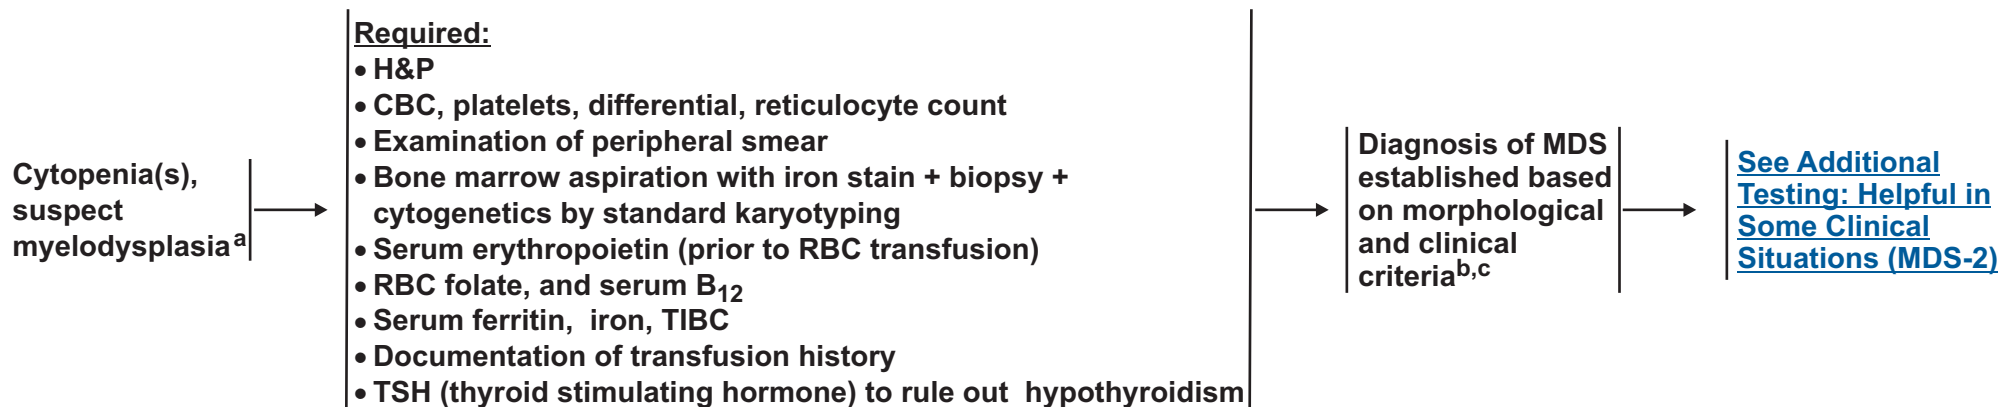 Cytopenia(s),
suspect
myelodysplasiaᵃ
Required:
• H&P
• CBC, platelets, differential, reticulocyte count
• Examination of peripheral smear
• Bone marrow aspiration with iron stain + biopsy +
cytogenetics by standard karyotyping
• Serum erythropoietin (prior to RBC transfusion)
• RBC folate, and serum B₁₂
• Serum ferritin, iron, TIBC
• Documentation of transfusion history
• TSH (thyroid stimulating hormone) to rule out hypothyroidism
Diagnosis of MDS
established based
on morphological
and clinical
criteriaᵇ,ᶜ
See Additional
Testing: Helpful in
Some Clinical
Situations (MDS-2)